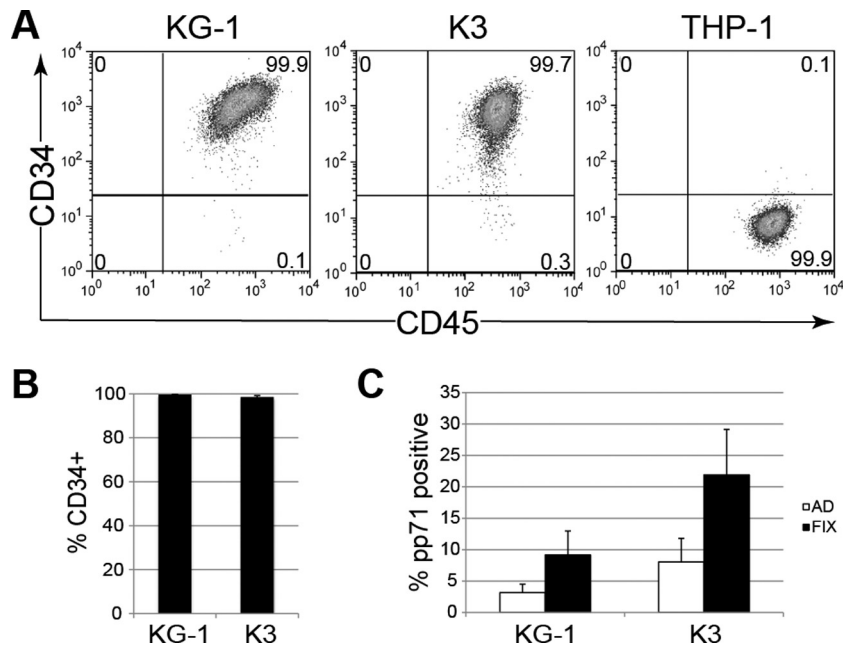 A
KG-1
K3
THP-1
CD34
10⁴
10³
10²
10¹
10⁰
0
99.9
0
0.1
10⁰ 10¹ 10² 10³ 10⁴
10⁴
10³
10²
10¹
10⁰
0
99.7
0
0.3
10⁰ 10¹ 10² 10³ 10⁴
10⁴
10³
10²
10¹
10⁰
0
0.1
0
99.9
10⁰ 10¹ 10² 10³ 10⁴
CD45
B
% CD34+
100
80
60
40
20
0
KG-1 K3
C
% pp71 positive
35
30
25
20
15
10
5
0
KG-1 K3
AD
FIX